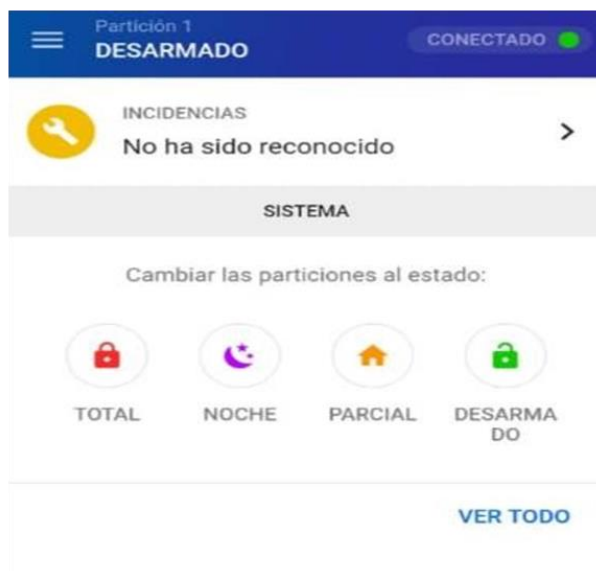 Partición 1
DESARMADO
CONECTADO
INCIDENCIAS
No ha sido reconocido
SISTEMA
Cambiar las particiones al estado:
TOTAL
NOCHE
PARCIAL
DESARMA
DO
VER TODO